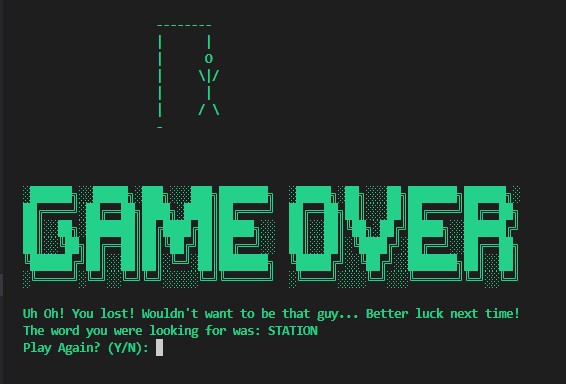 GAME OVER
Uh Oh! You lost! Wouldn't want to be that guy... Better luck next time!
The word you were looking for was: STATION
Play Again? (Y/N):